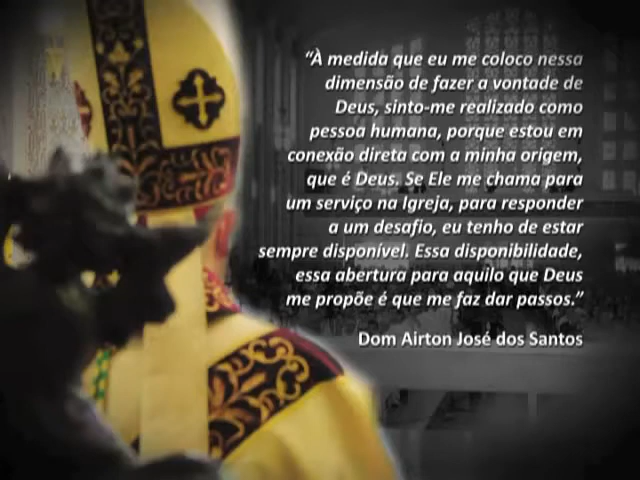 “À medida que eu me coloco nessa
dimensão de fazer a vontade de
Deus, sinto-me realizado como
pessoa humana, porque estou em
conexão direta com a minha origem,
que é Deus. Se Ele me chama para
um serviço na Igreja, para responder
a um desafio, eu tenho de estar
sempre disponível. Essa disponibilidade,
essa abertura para aquilo que Deus
me propõe é que me faz dar passos.”
Dom Airton José dos Santos